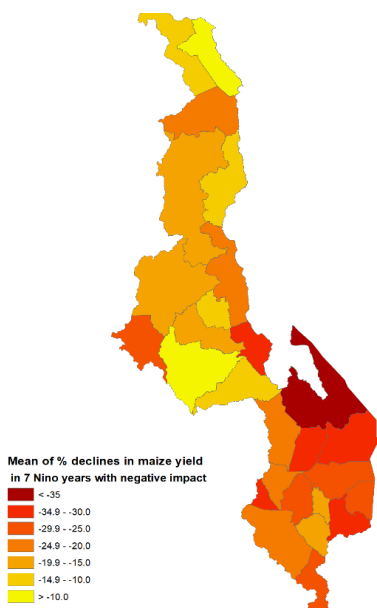 Mean of % declines in maize yield
in 7 Nino years with negative impact
< -35
-34.9 - -30.0
-29.9 - -25.0
-24.9 - -20.0
-19.9 - -15.0
-14.9 - -10.0
> -10.0